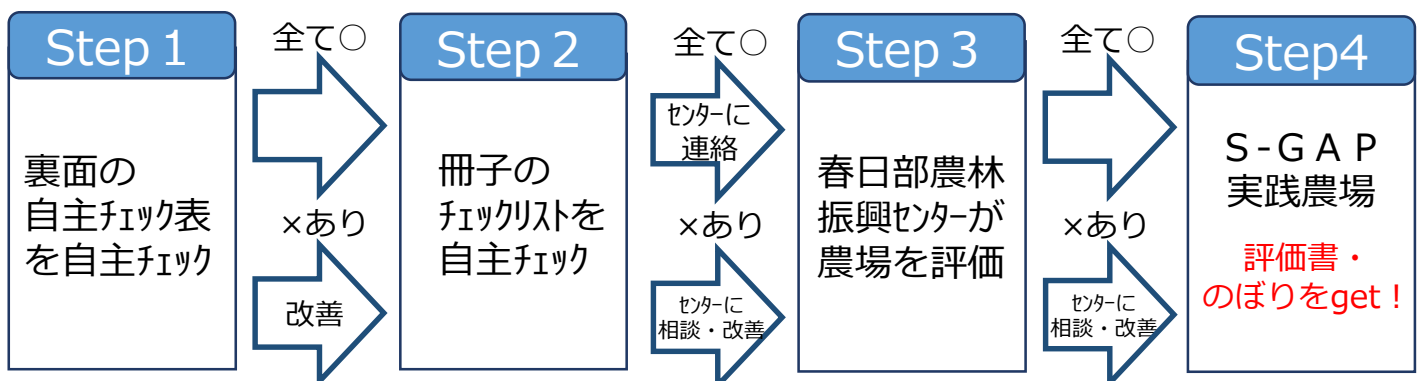 Step 1
裏面の
自主ﾁｪｯｸ表
を自主ﾁｪｯｸ
全て○
×あり
改善
Step 2
冊子の
ﾁｪｯｸﾘｽﾄを
自主ﾁｪｯｸ
全て○
ｾﾝﾀｰに
連絡
×あり
ｾﾝﾀｰに
相談・改善
Step 3
春日部農林
振興ｾﾝﾀｰが
農場を評価
全て○
×あり
ｾﾝﾀｰに
相談・改善
Step4
S-GAP
実践農場
評価書・
のぼりをget！